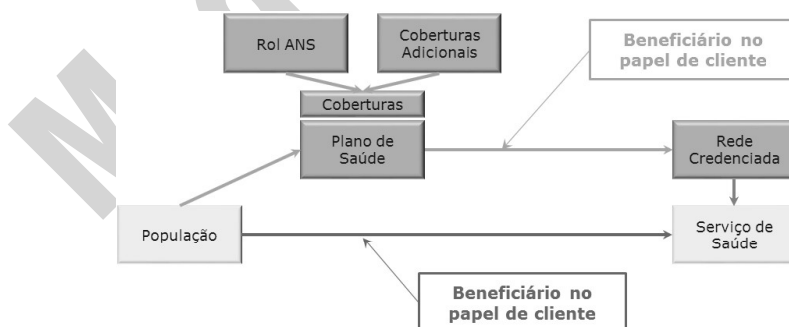 Rol ANS
Coberturas
Adicionais
Beneficiário no
papel de cliente
Coberturas
Plano de
Saúde
Rede
Credenciada
População
Serviço de
Saúde
Beneficiário no
papel de cliente